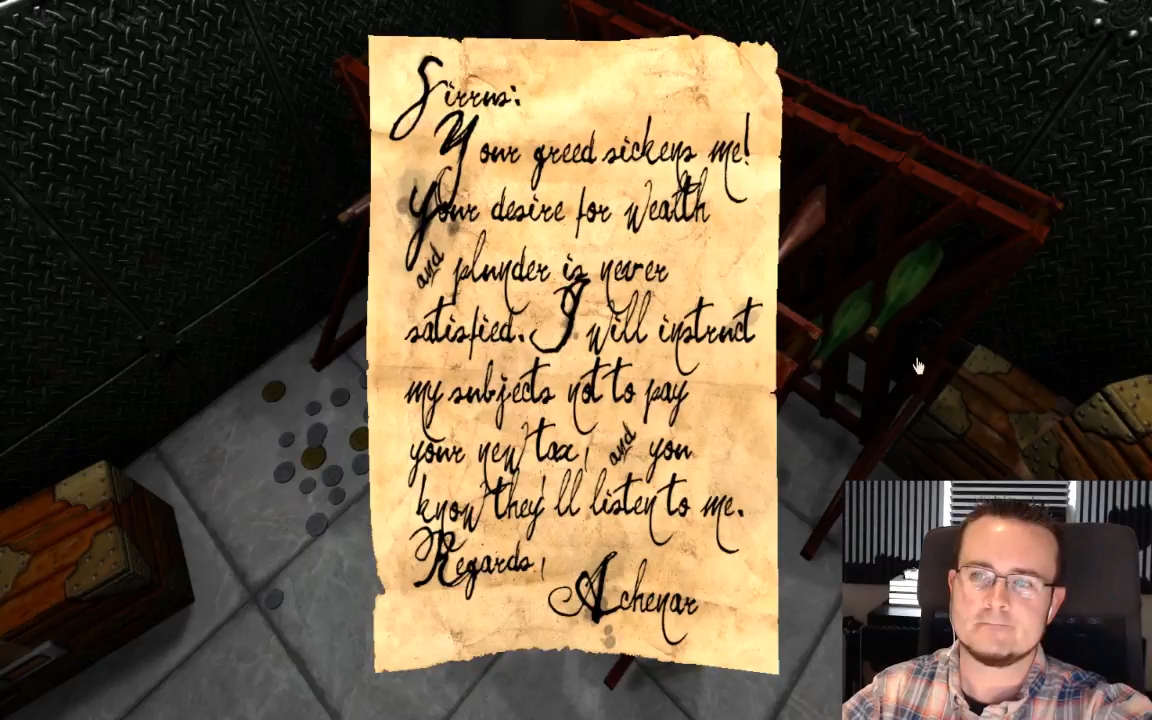 Sirrus:
Your greed sickens me!
Your desire for wealth
and plunder is never
satisfied. I will instruct
my subjects not to pay
your new tax, and you
know they'll listen to me.
Regards,
Achenar